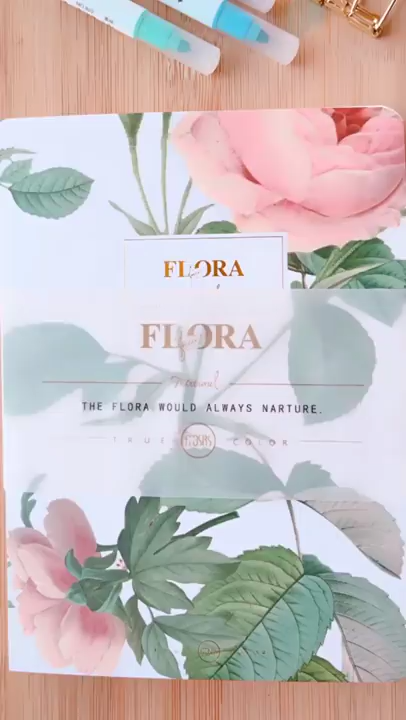 FLORA
FLORA
THE FLORA WOULD ALWAYS NARTURE.
TRUE COLOR